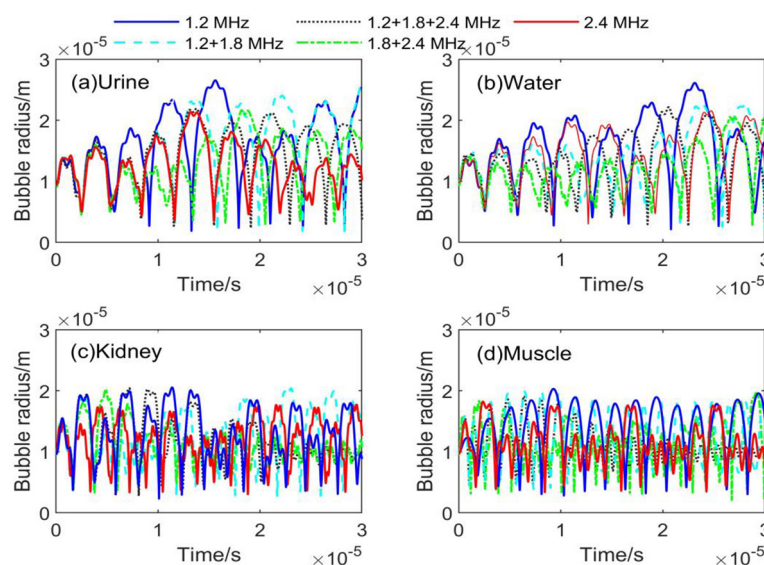 1.2 MHz 1.2+1.8+2.4 MHz 2.4 MHz
1.2+1.8 MHz 1.8+2.4 MHz
×10⁻⁵ ×10⁻⁵
3 3
(a)Urine (b)Water
2 2
Bubble radius/m Bubble radius/m
1 1
0 0
0 1 2 3 0 1 2 3
Time/s Time/s
×10⁻⁵ ×10⁻⁵
×10⁻⁵ ×10⁻⁵
3 3
(c)Kidney (d)Muscle
2 2
Bubble radius/m Bubble radius/m
1 1
0 0
0 1 2 3 0 1 2 3
Time/s Time/s
×10⁻⁵ ×10⁻⁵